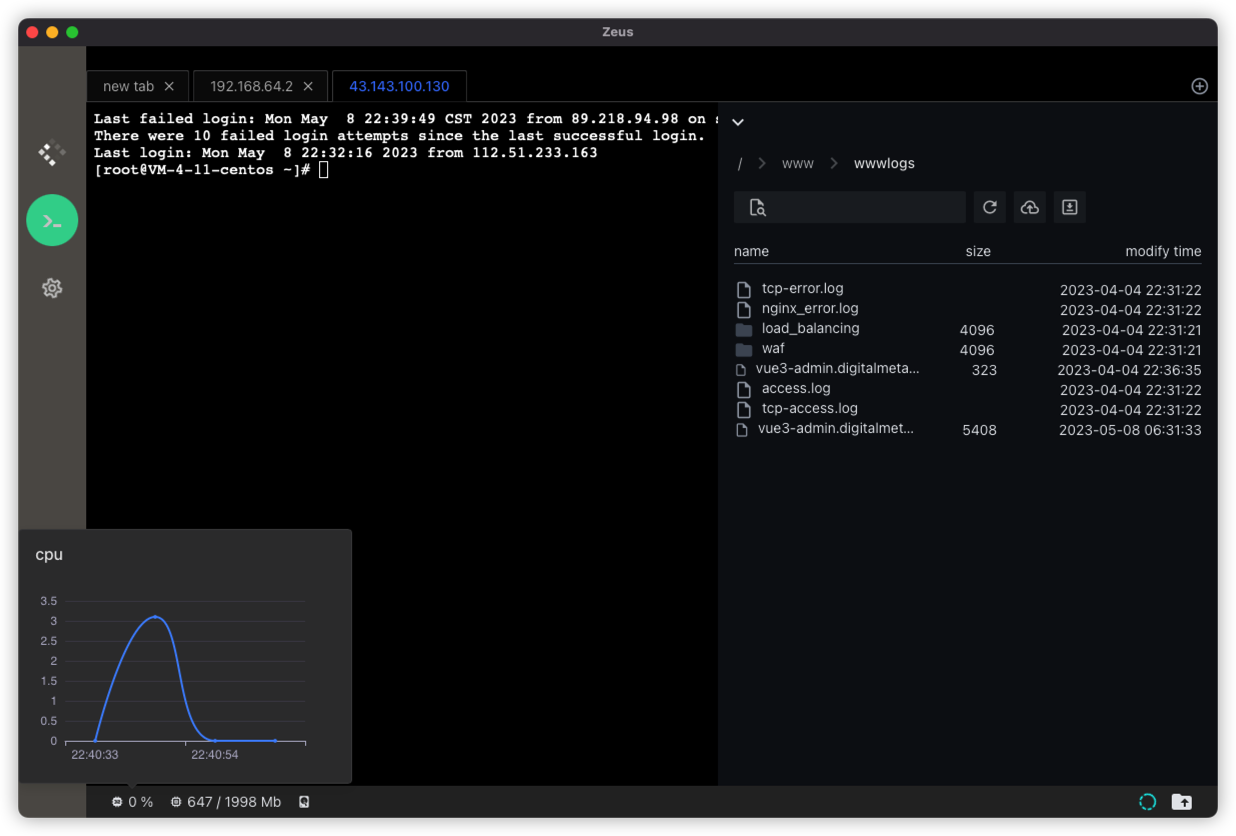 Zeus
new tab
192.168.64.2
43.143.100.130
Last failed login: Mon May  8 22:39:49 CST 2023 from 89.218.94.98 on
There were 10 failed login attempts since the last successful login.
Last login: Mon May  8 22:32:16 2023 from 112.51.233.163
[root@VM-4-11-centos ~]#
/ > www > wwwlogs
name size modify time
tcp-error.log 2023-04-04 22:31:22
nginx_error.log 2023-04-04 22:31:22
load_balancing 4096 2023-04-04 22:31:21
waf 4096 2023-04-04 22:31:21
vue3-admin.digitalmeta... 323 2023-04-04 22:36:35
access.log 2023-04-04 22:31:22
tcp-access.log 2023-04-04 22:31:22
vue3-admin.digitalmet... 5408 2023-05-08 06:31:33
cpu
3.5
3
2.5
2
1.5
1
0.5
0
22:40:33 22:40:54
0 % 647 / 1998 Mb